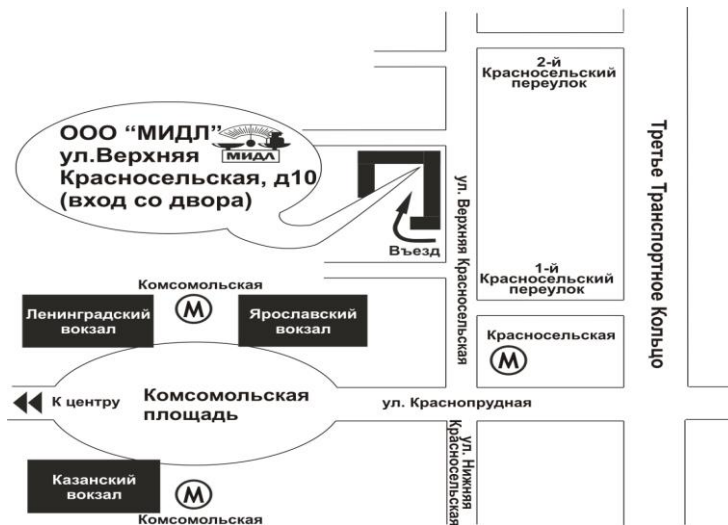 2-й
Красносельский
переулок
ООО “МИДЛ”
ул.Верхняя
Красносельская, д10
(вход со двора)
МИДЛ
Третье Транспортное Кольцо
ул. Верхняя Красносельская
Въезд
1-й
Красносельский
переулок
Комсомольская
М
Ленинградский
вокзал
Ярославский
вокзал
Красносельская
М
К центру
Комсомольская
площадь
ул. Краснопрудная
ул. Нижняя
Красносельская
Казанский
вокзал
М
Комсомольская